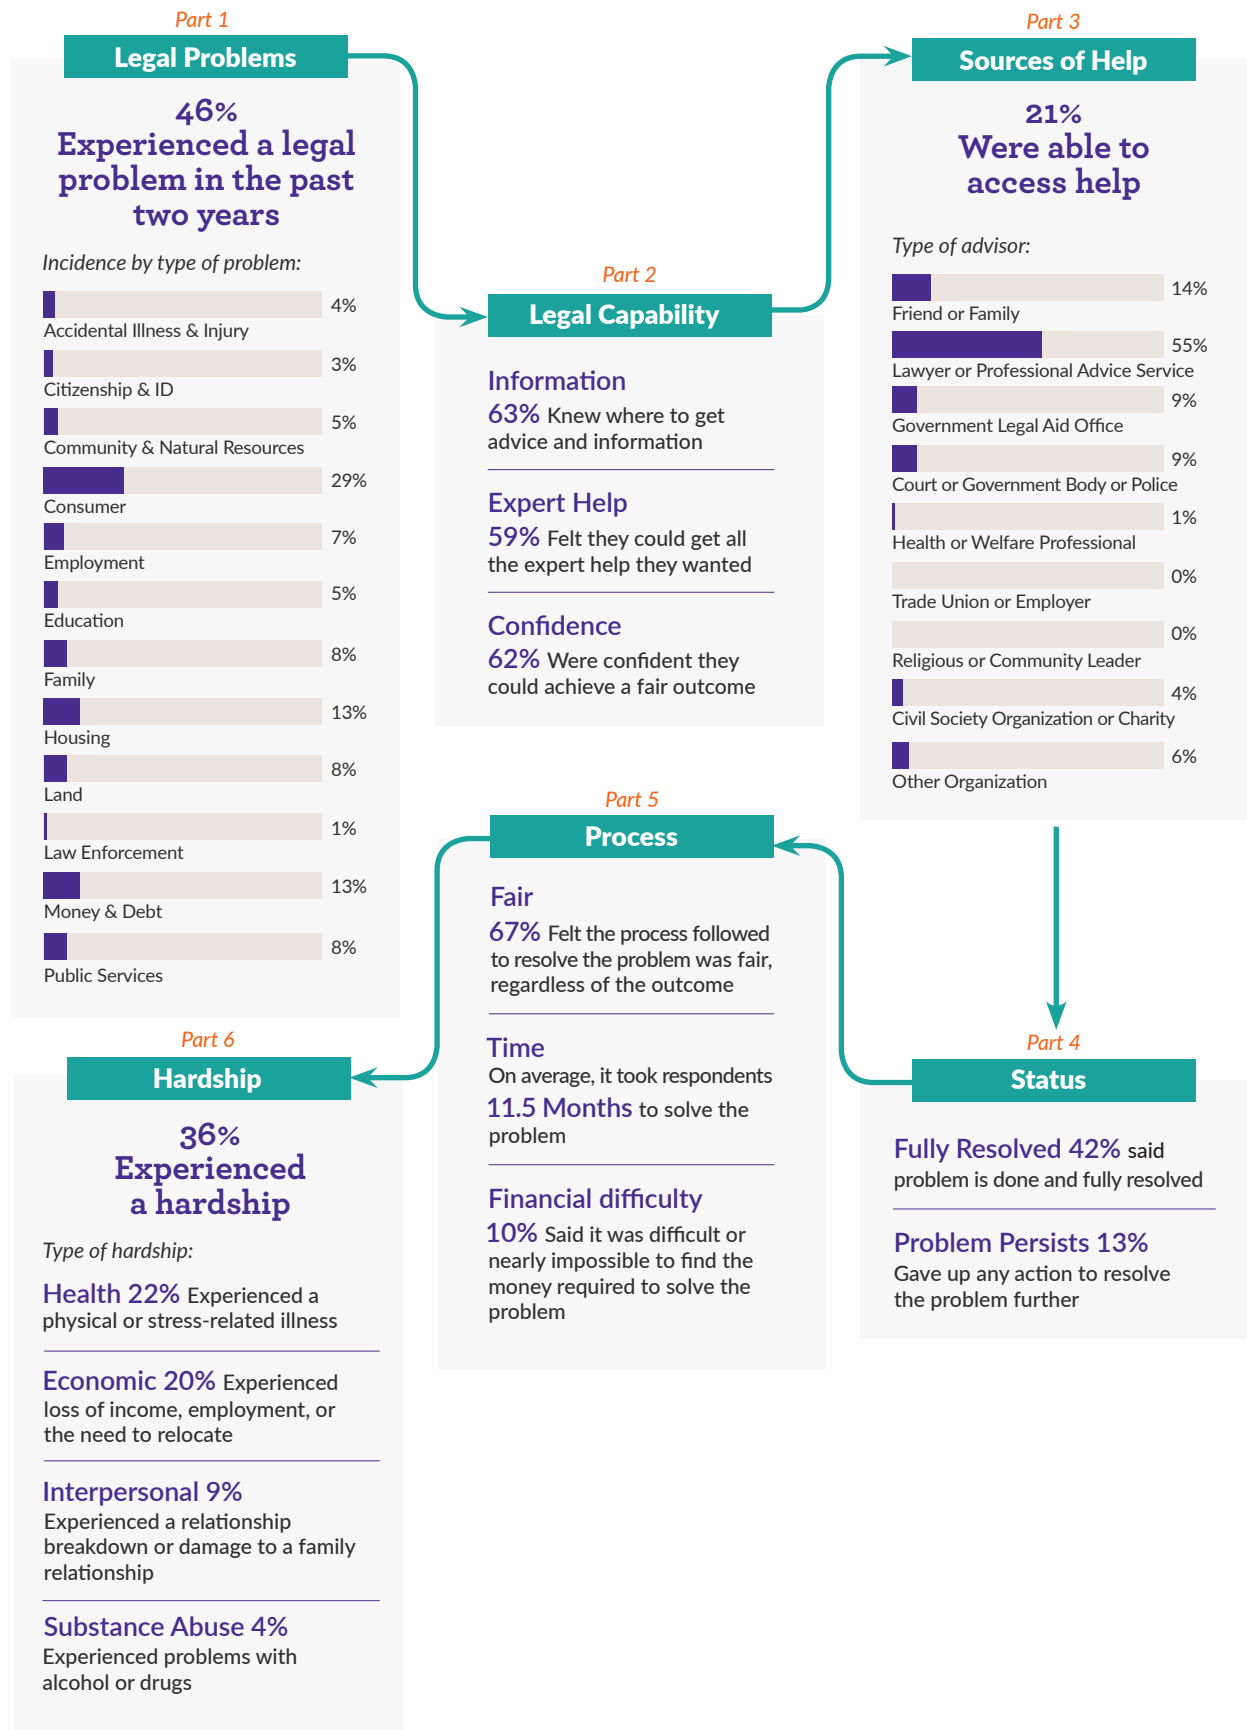 Part 1
Legal Problems
46%
Experienced a legal
problem in the past
two years
Incidence by type of problem:
4%
Accidental Illness & Injury
3%
Citizenship & ID
5%
Community & Natural Resources
29%
Consumer
7%
Employment
5%
Education
8%
Family
13%
Housing
8%
Land
1%
Law Enforcement
13%
Money & Debt
8%
Public Services
Part 2
Legal Capability
Information
63% Knew where to get
advice and information
Expert Help
59% Felt they could get all
the expert help they wanted
Confidence
62% Were confident they
could achieve a fair outcome
Part 3
Sources of Help
21%
Were able to
access help
Type of advisor:
14%
Friend or Family
55%
Lawyer or Professional Advice Service
9%
Government Legal Aid Office
9%
Court or Government Body or Police
1%
Health or Welfare Professional
0%
Trade Union or Employer
0%
Religious or Community Leader
4%
Civil Society Organization or Charity
6%
Other Organization
Part 4
Status
Fully Resolved 42% said
problem is done and fully resolved
Problem Persists 13%
Gave up any action to resolve
the problem further
Part 5
Process
Fair
67% Felt the process followed
to resolve the problem was fair,
regardless of the outcome
Time
On average, it took respondents
11.5 Months to solve the
problem
Financial difficulty
10% Said it was difficult or
nearly impossible to find the
money required to solve the
problem
Part 6
Hardship
36%
Experienced
a hardship
Type of hardship:
Health 22% Experienced a
physical or stress-related illness
Economic 20% Experienced
loss of income, employment, or
the need to relocate
Interpersonal 9%
Experienced a relationship
breakdown or damage to a family
relationship
Substance Abuse 4%
Experienced problems with
alcohol or drugs